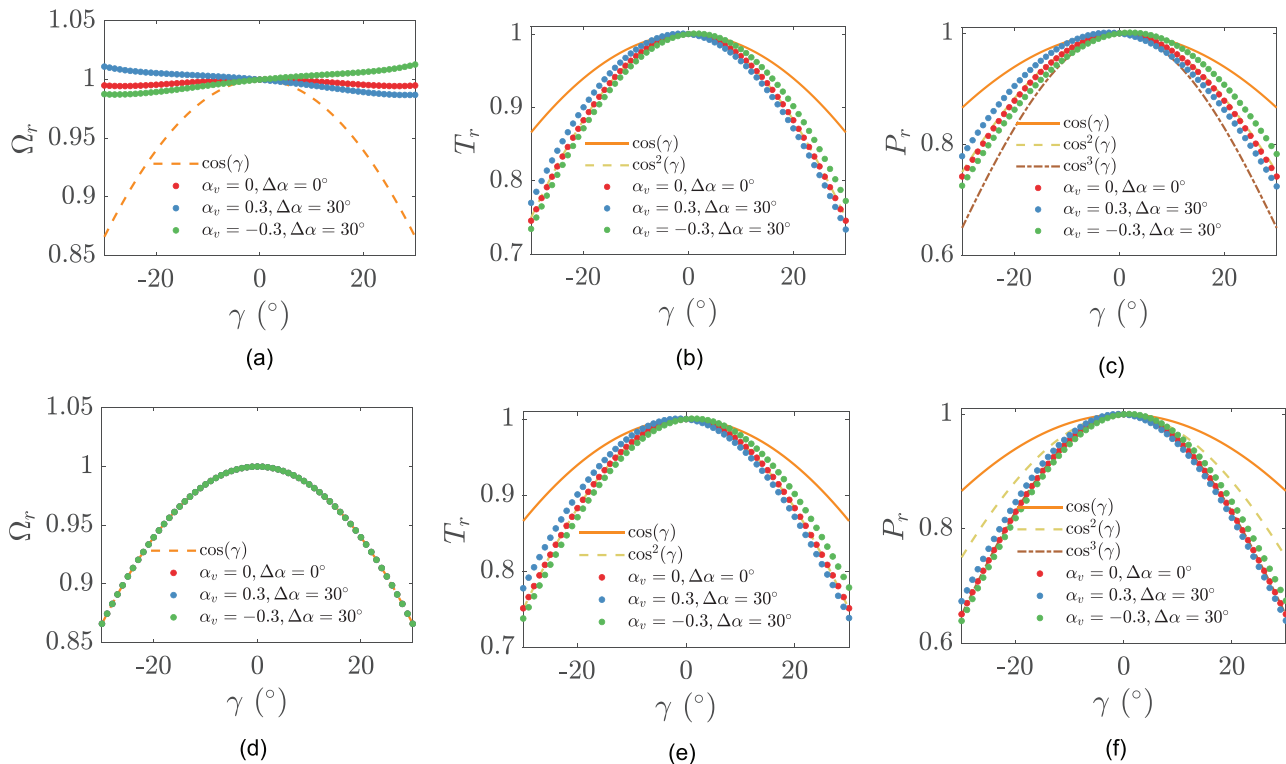 1.05
1
0.95
0.9
0.85
Ω_r
cos(γ)
α_v = 0, Δα = 0°
α_v = 0.3, Δα = 30°
α_v = −0.3, Δα = 30°
-20 0 20
γ (°)
(a)
1
0.9
0.8
0.7
T_r
cos(γ)
cos²(γ)
α_v = 0, Δα = 0°
α_v = 0.3, Δα = 30°
α_v = −0.3, Δα = 30°
-20 0 20
γ (°)
(b)
1
0.8
0.6
P_r
cos(γ)
cos²(γ)
cos³(γ)
α_v = 0, Δα = 0°
α_v = 0.3, Δα = 30°
α_v = −0.3, Δα = 30°
-20 0 20
γ (°)
(c)
1.05
1
0.95
0.9
0.85
Ω_r
cos(γ)
α_v = 0, Δα = 0°
α_v = 0.3, Δα = 30°
α_v = −0.3, Δα = 30°
-20 0 20
γ (°)
(d)
1
0.9
0.8
0.7
T_r
cos(γ)
cos²(γ)
α_v = 0, Δα = 0°
α_v = 0.3, Δα = 30°
α_v = −0.3, Δα = 30°
-20 0 20
γ (°)
(e)
1
0.8
0.6
P_r
cos(γ)
cos²(γ)
cos³(γ)
α_v = 0, Δα = 0°
α_v = 0.3, Δα = 30°
α_v = −0.3, Δα = 30°
-20 0 20
γ (°)
(f)